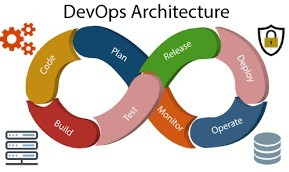 DevOps Architecture
Code
Plan
Release
Deploy
Build
Test
Monitor
Operate